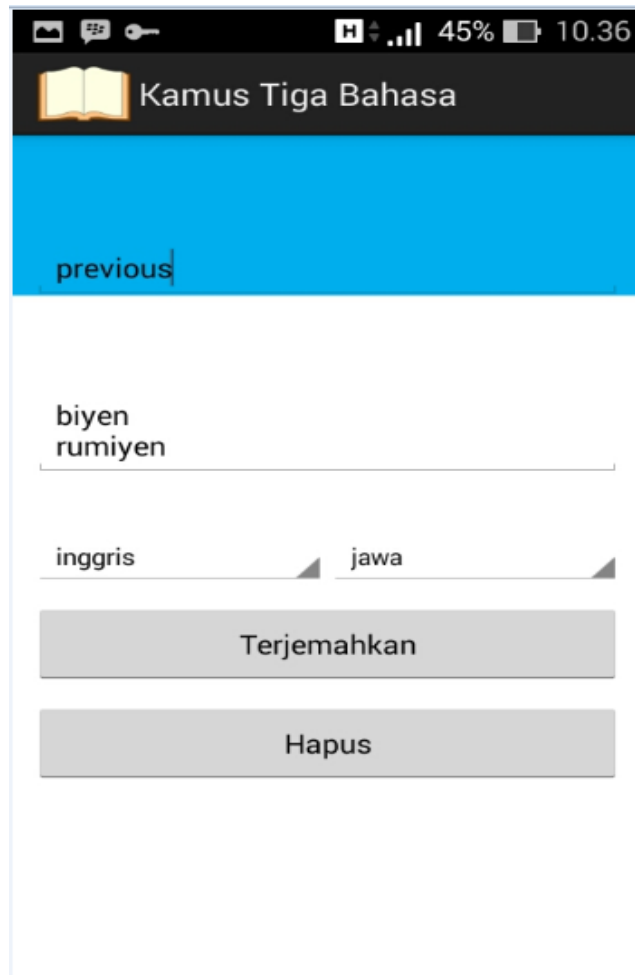 H 45% 10.36
Kamus Tiga Bahasa
previous
biyen
rumiyen
inggris jawa
Terjemahkan
Hapus